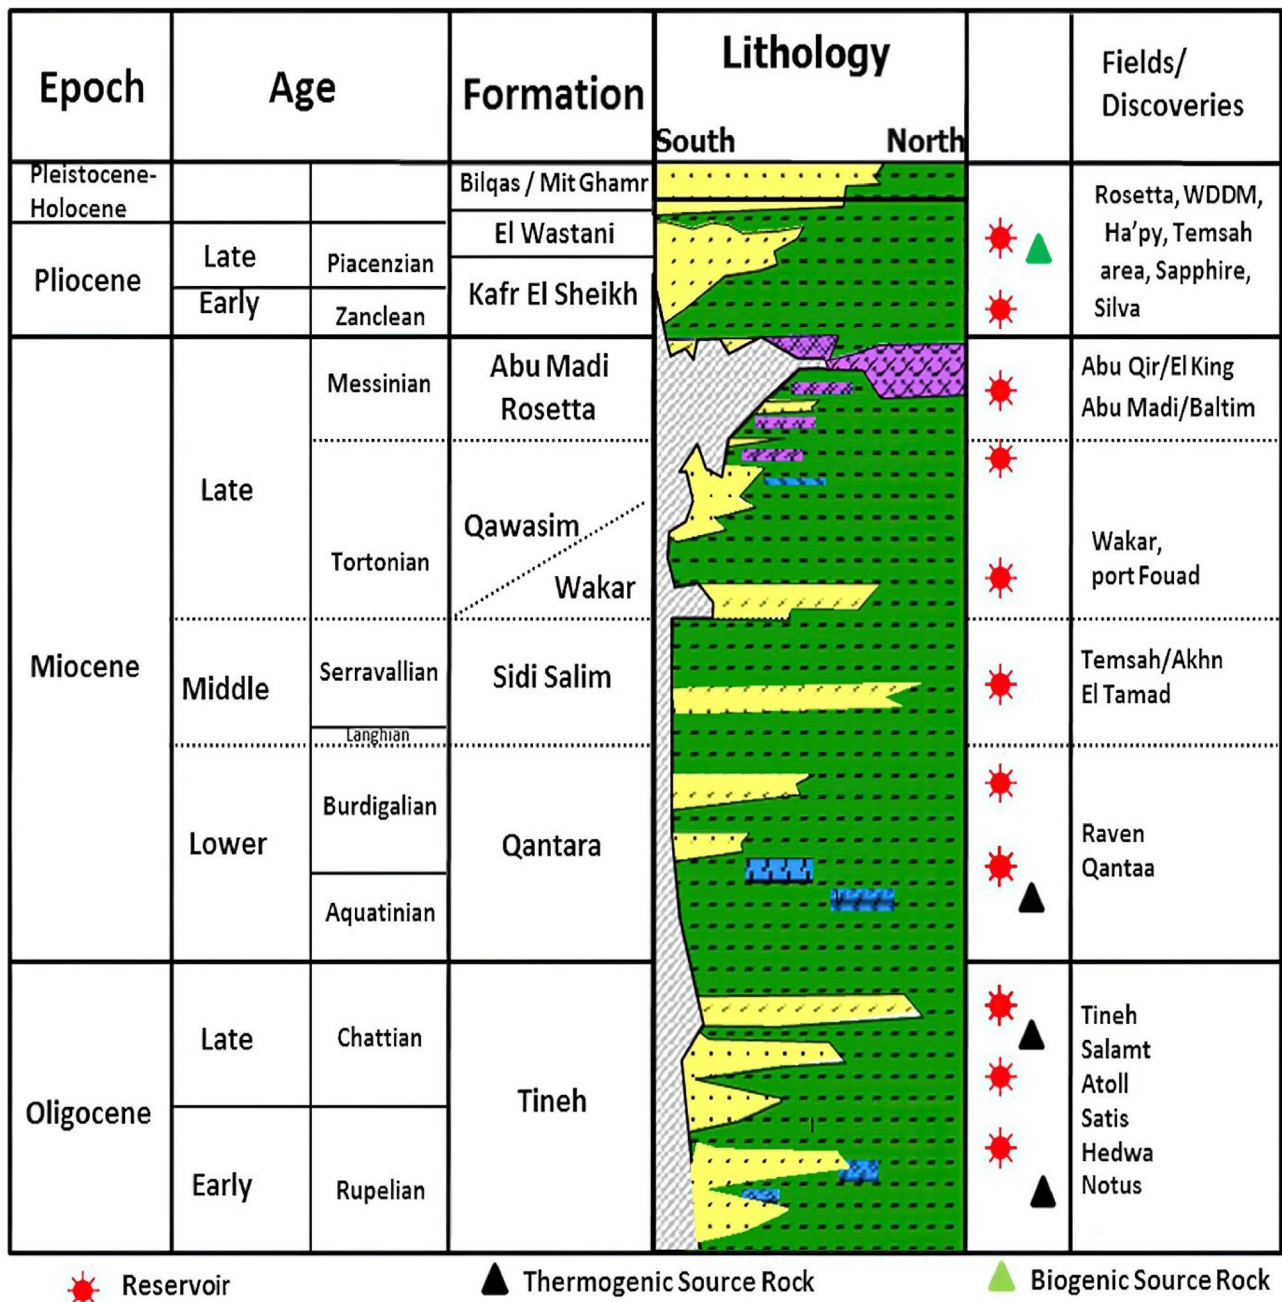 Epoch
Age
Formation
Lithology
South
North
Fields/
Discoveries
Pleistocene-
Holocene
Bilqas / Mit Ghamr
El Wastani
Pliocene
Late
Piacenzian
Early
Zanclean
Kafr El Sheikh
Rosetta, WDDM,
Ha'py, Temsah
area, Sapphire,
Silva
Miocene
Late
Messinian
Abu Madi
Rosetta
Abu Qir/El King
Abu Madi/Baltim
Tortonian
Qawasim
Wakar
Wakar,
port Fouad
Middle
Serravallian
Langhian
Sidi Salim
Temsah/Akhn
El Tamad
Lower
Burdigalian
Aquatinian
Qantara
Raven
Qantaa
Oligocene
Late
Chattian
Early
Rupelian
Tineh
Tineh
Salamt
Atoll
Satis
Hedwa
Notus
Reservoir
Thermogenic Source Rock
Biogenic Source Rock